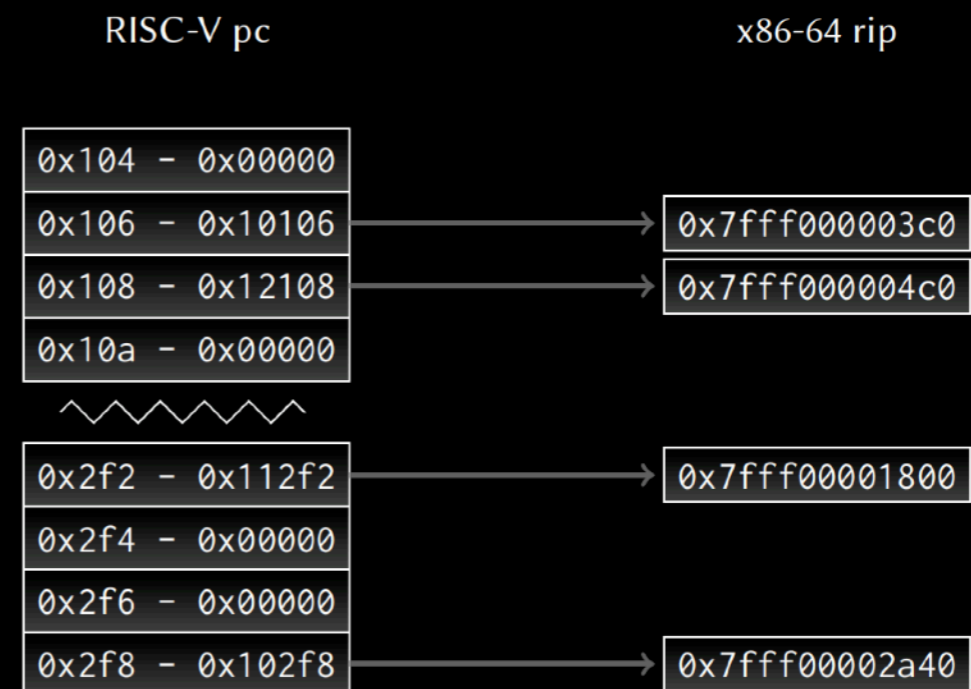 RISC-V pc
x86-64 rip
0x104 - 0x00000
0x106 - 0x10106
0x7fff000003c0
0x108 - 0x12108
0x7fff000004c0
0x10a - 0x00000
0x2f2 - 0x112f2
0x7fff00001800
0x2f4 - 0x00000
0x2f6 - 0x00000
0x2f8 - 0x102f8
0x7fff00002a40